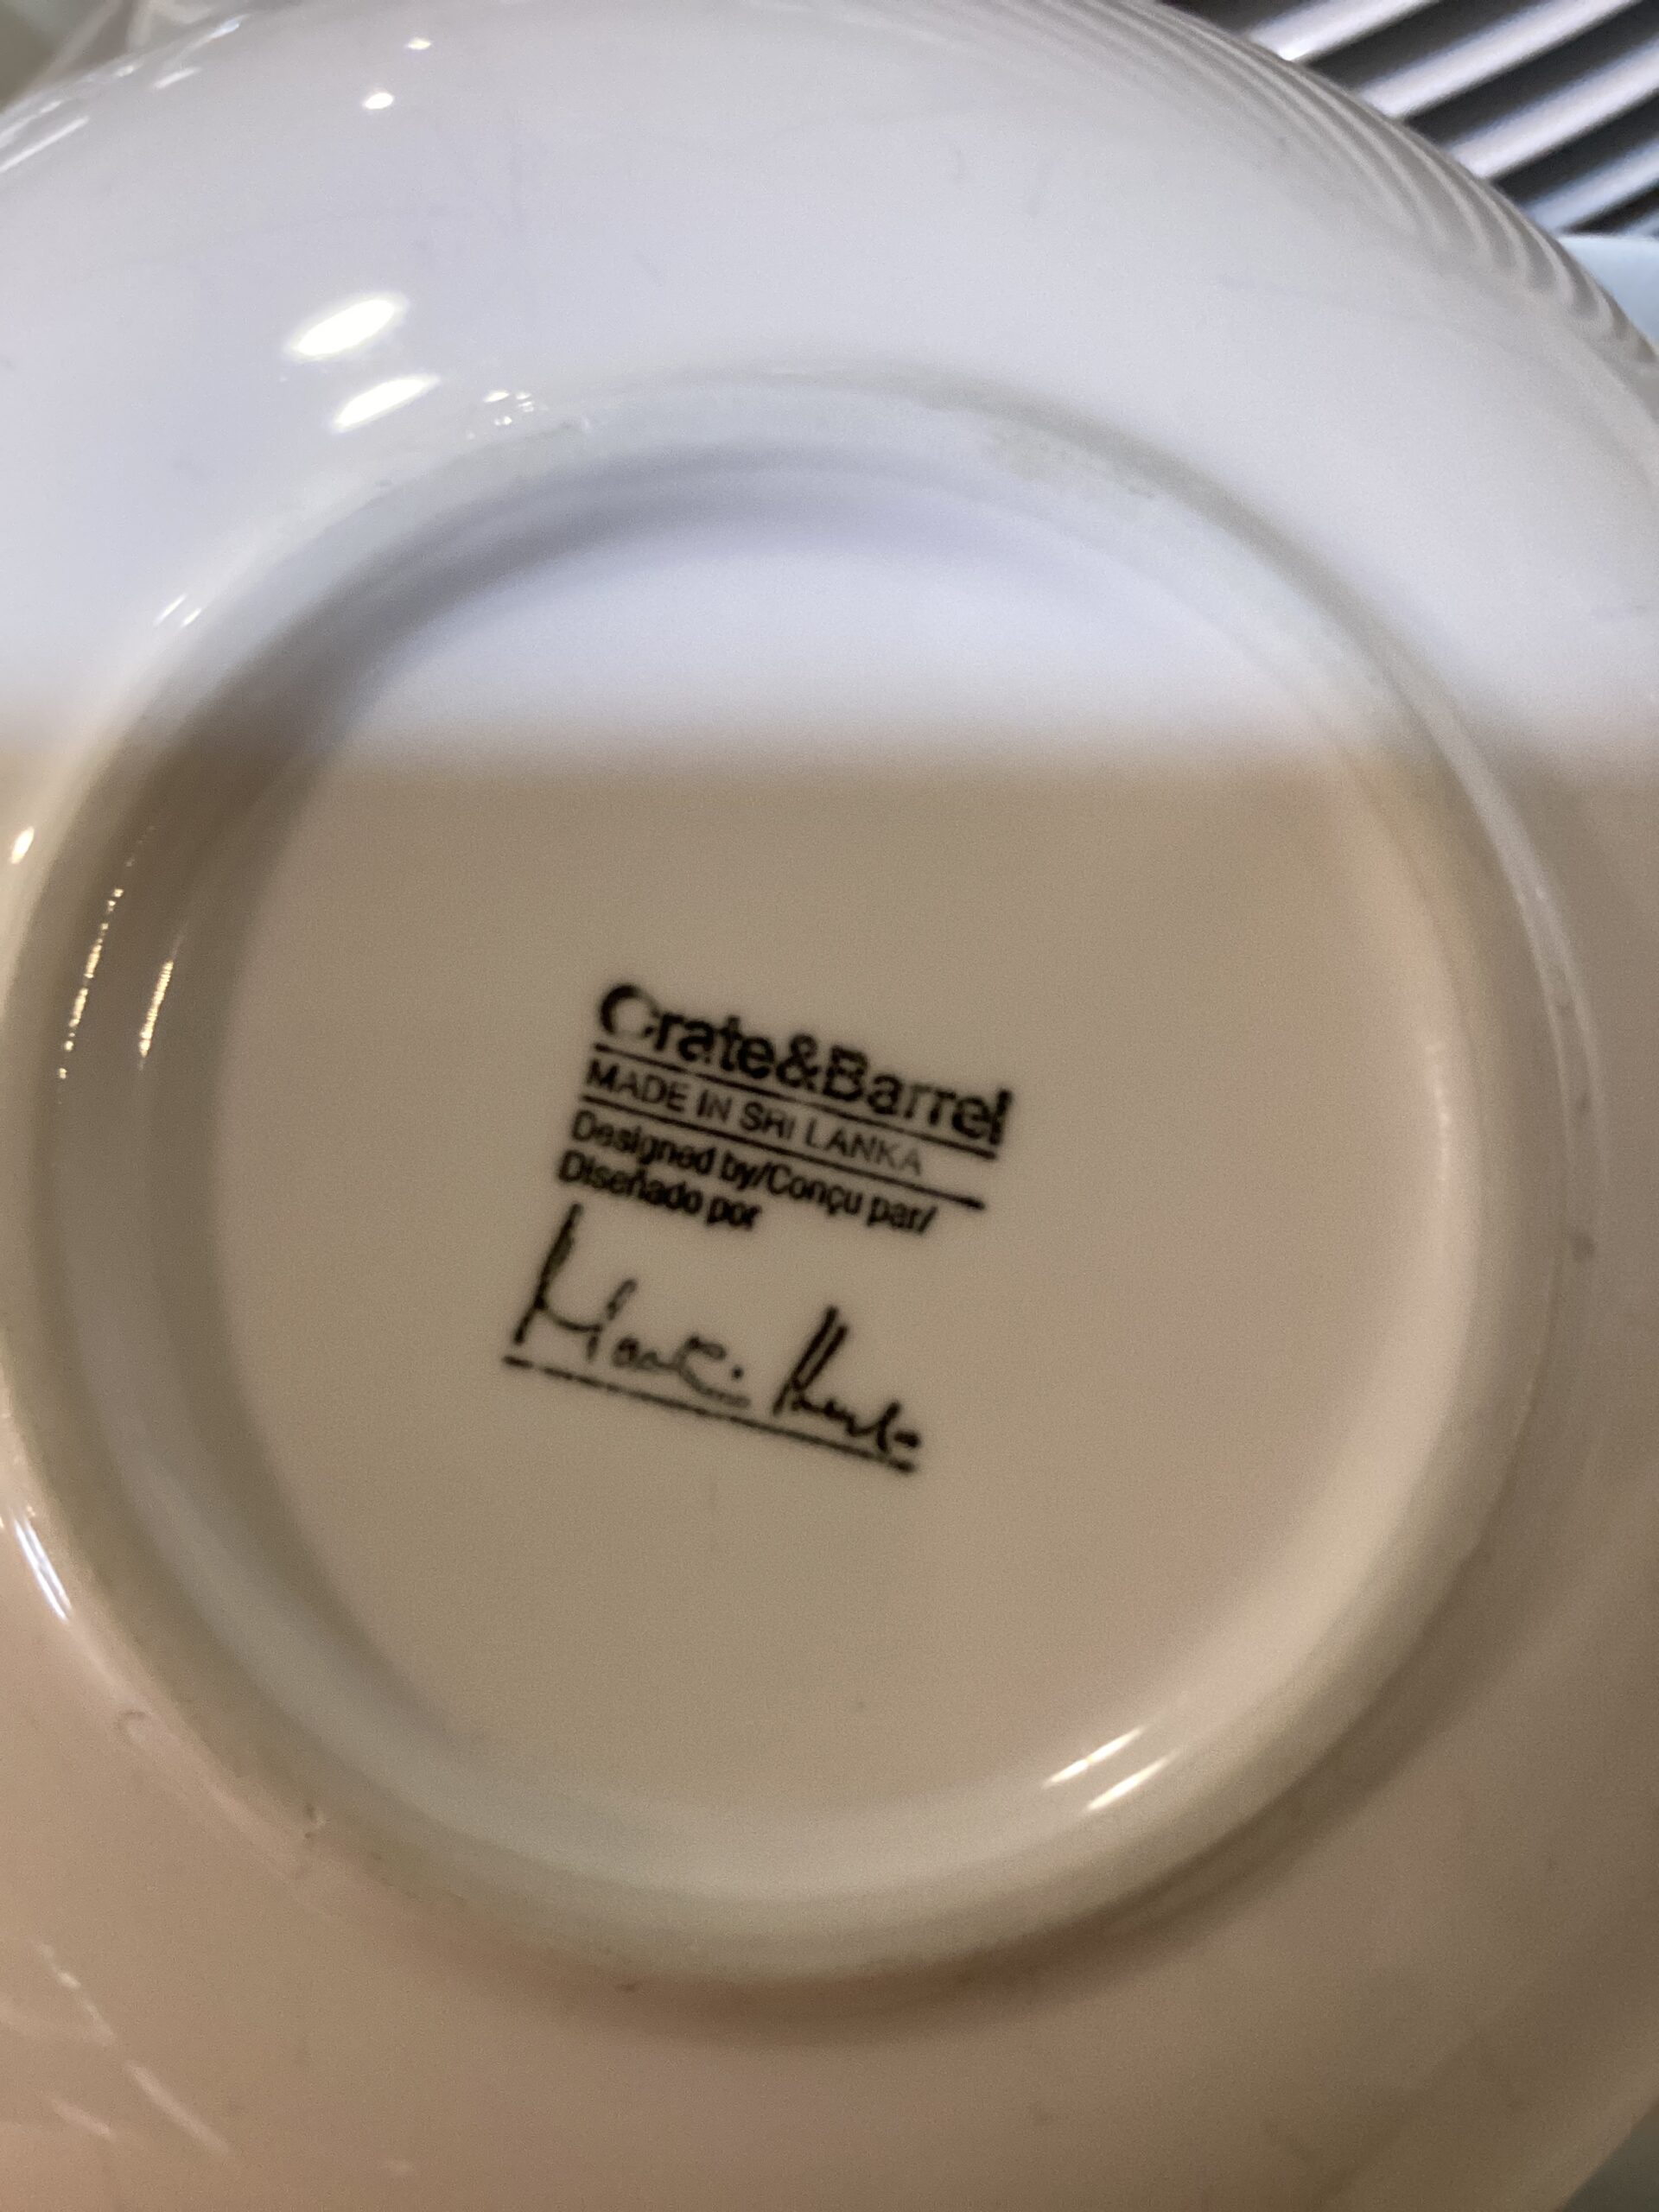 Crate&Barrel
MADE IN SRI LANKA
Designed by/Conçu par/
Diseñado por